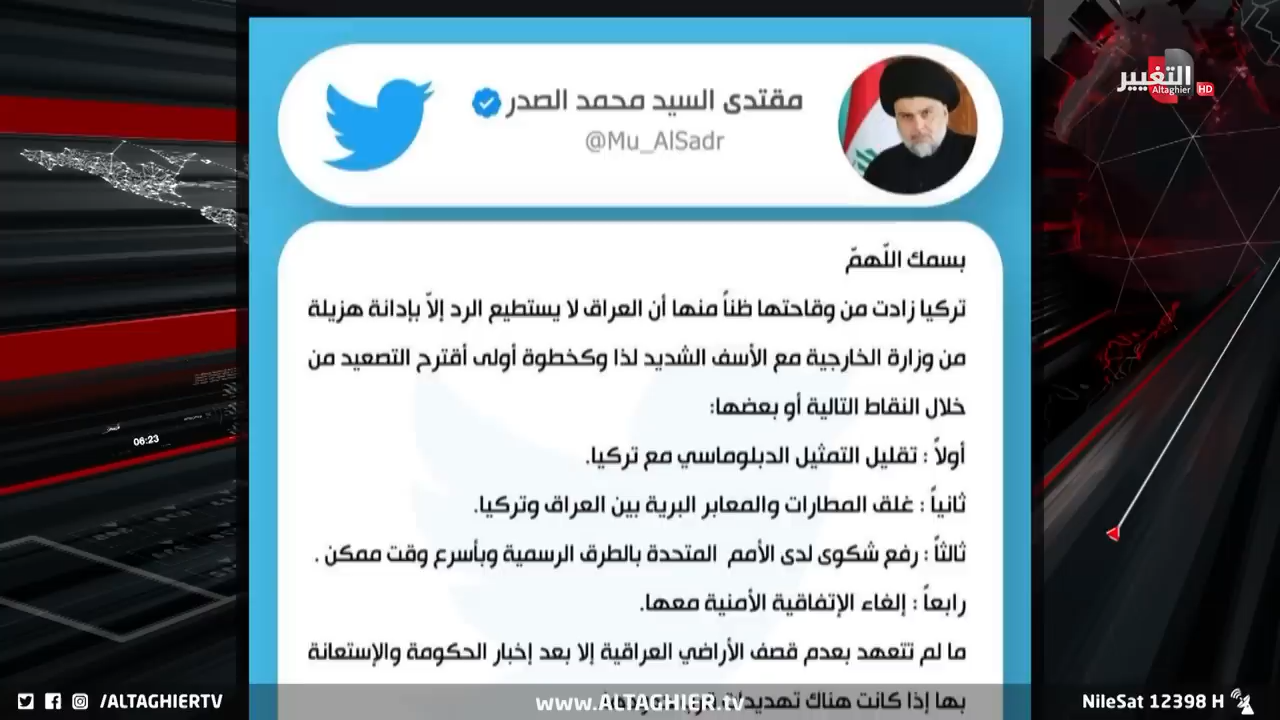 التغيير
Altaghier HD
مقتدى السيد محمد الصدر
@Mu_AlSadr
بسمك اللّهمّ
تركيا زادت من وقاحتها ظناً منها أن العراق لا يستطيع الرد إلاّ بإدانة هزيلة
من وزارة الخارجية مع الأسف الشديد لذا وكخطوة أولى أقترح التصعيد من
خلال النقاط التالية أو بعضها:
أولاً : تقليل التمثيل الدبلوماسي مع تركيا.
ثانياً : غلق المطارات والمعابر البرية بين العراق وتركيا.
ثالثاً : رفع شكوى لدى الأمم المتحدة بالطرق الرسمية وبأسرع وقت ممكن .
رابعاً : إلغاء الإتفاقية الأمنية معها.
ما لم تتعهد بعدم قصف الأراضي العراقية إلا بعد إخبار الحكومة والإستعانة
بها إذا كانت هناك تهديدات
06:23
/ALTAGHIERTV
www.ALTAGHIER.tv
NileSat 12398 H